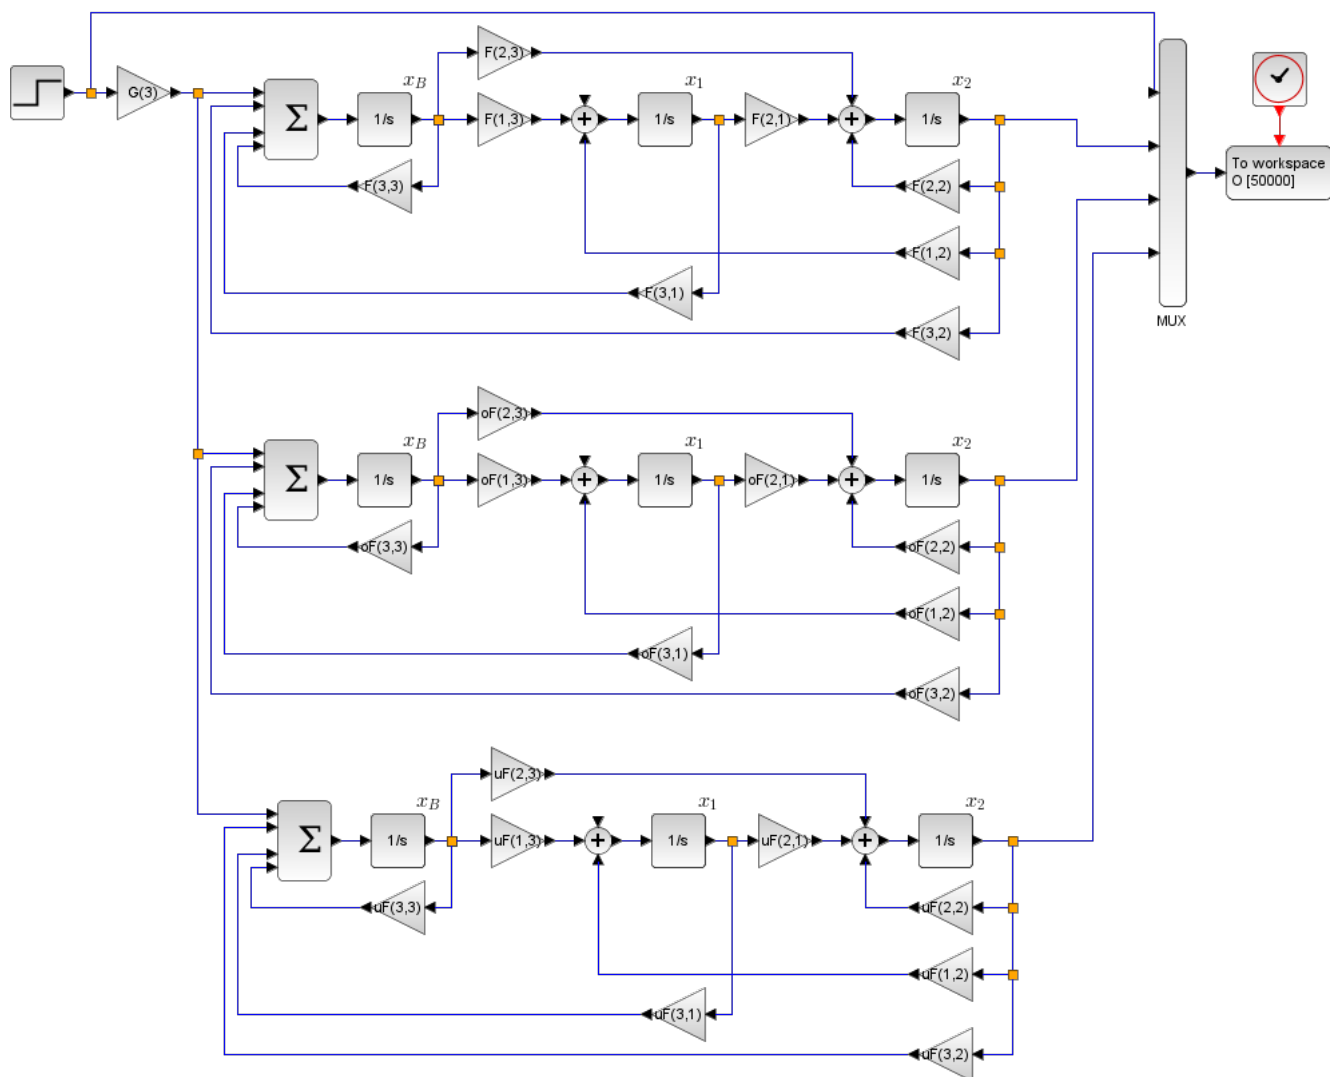 F(2,3)
x_B
x_1
x_2
G(3)
Σ
1/s
F(1,3)
+
1/s
F(2,1)
+
1/s
To workspace
O [50000]
F(3,3)
F(2,2)
F(1,2)
F(3,1)
F(3,2)
MUX
oF(2,3)
x_B
x_1
x_2
Σ
1/s
oF(1,3)
+
1/s
oF(2,1)
+
1/s
oF(3,3)
oF(2,2)
oF(1,2)
oF(3,1)
oF(3,2)
uF(2,3)
x_B
x_1
x_2
Σ
1/s
uF(1,3)
+
1/s
uF(2,1)
+
1/s
uF(3,3)
uF(2,2)
uF(1,2)
uF(3,1)
uF(3,2)